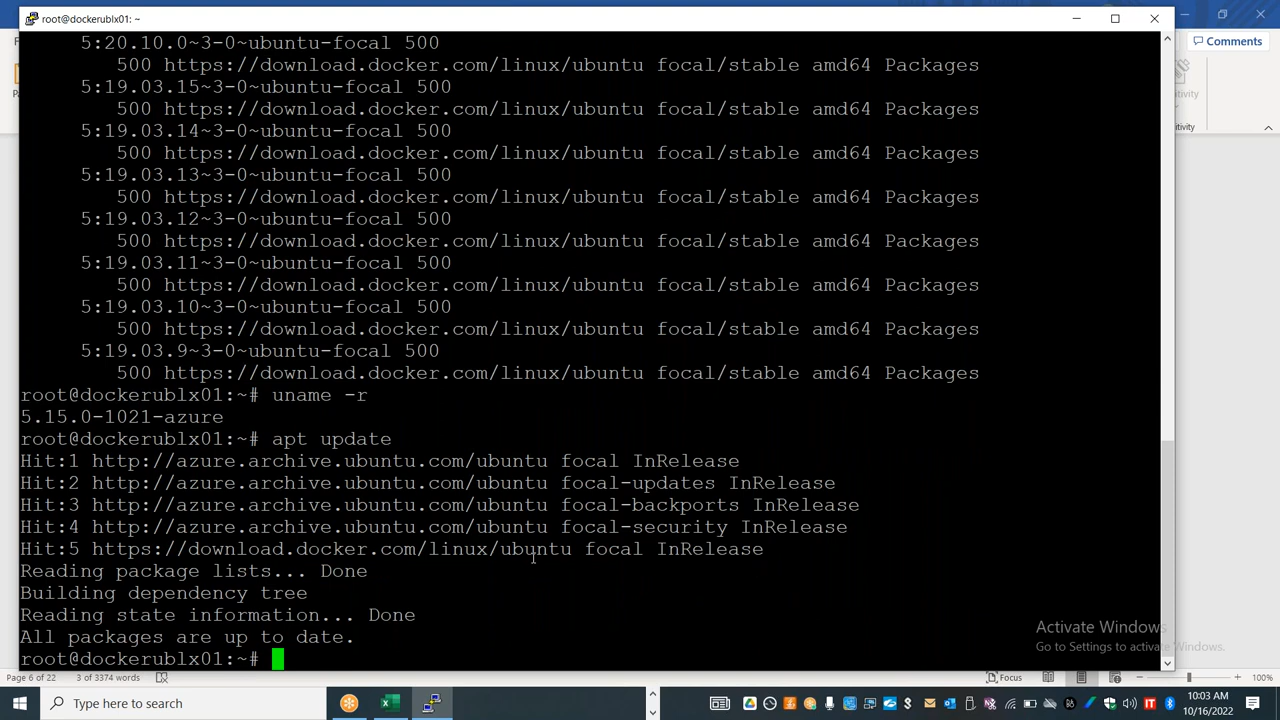 root@dockerublx01: ~
Comments
5:20.10.0~3-0~ubuntu-focal 500
500 https://download.docker.com/linux/ubuntu focal/stable amd64 Packages
5:19.03.15~3-0~ubuntu-focal 500
500 https://download.docker.com/linux/ubuntu focal/stable amd64 Packages
5:19.03.14~3-0~ubuntu-focal 500
500 https://download.docker.com/linux/ubuntu focal/stable amd64 Packages
5:19.03.13~3-0~ubuntu-focal 500
500 https://download.docker.com/linux/ubuntu focal/stable amd64 Packages
5:19.03.12~3-0~ubuntu-focal 500
500 https://download.docker.com/linux/ubuntu focal/stable amd64 Packages
5:19.03.11~3-0~ubuntu-focal 500
500 https://download.docker.com/linux/ubuntu focal/stable amd64 Packages
5:19.03.10~3-0~ubuntu-focal 500
500 https://download.docker.com/linux/ubuntu focal/stable amd64 Packages
5:19.03.9~3-0~ubuntu-focal 500
500 https://download.docker.com/linux/ubuntu focal/stable amd64 Packages
root@dockerublx01:~# uname -r
5.15.0-1021-azure
root@dockerublx01:~# apt update
Hit:1 http://azure.archive.ubuntu.com/ubuntu focal InRelease
Hit:2 http://azure.archive.ubuntu.com/ubuntu focal-updates InRelease
Hit:3 http://azure.archive.ubuntu.com/ubuntu focal-backports InRelease
Hit:4 http://azure.archive.ubuntu.com/ubuntu focal-security InRelease
Hit:5 https://download.docker.com/linux/ubuntu focal InRelease
Reading package lists... Done
Building dependency tree
Reading state information... Done
All packages are up to date.
root@dockerublx01:~#
Activate Windows
Go to Settings to activate Windows.
Page 6 of 22 3 of 3374 words
Focus
100%
Type here to search
10:03 AM
10/16/2022